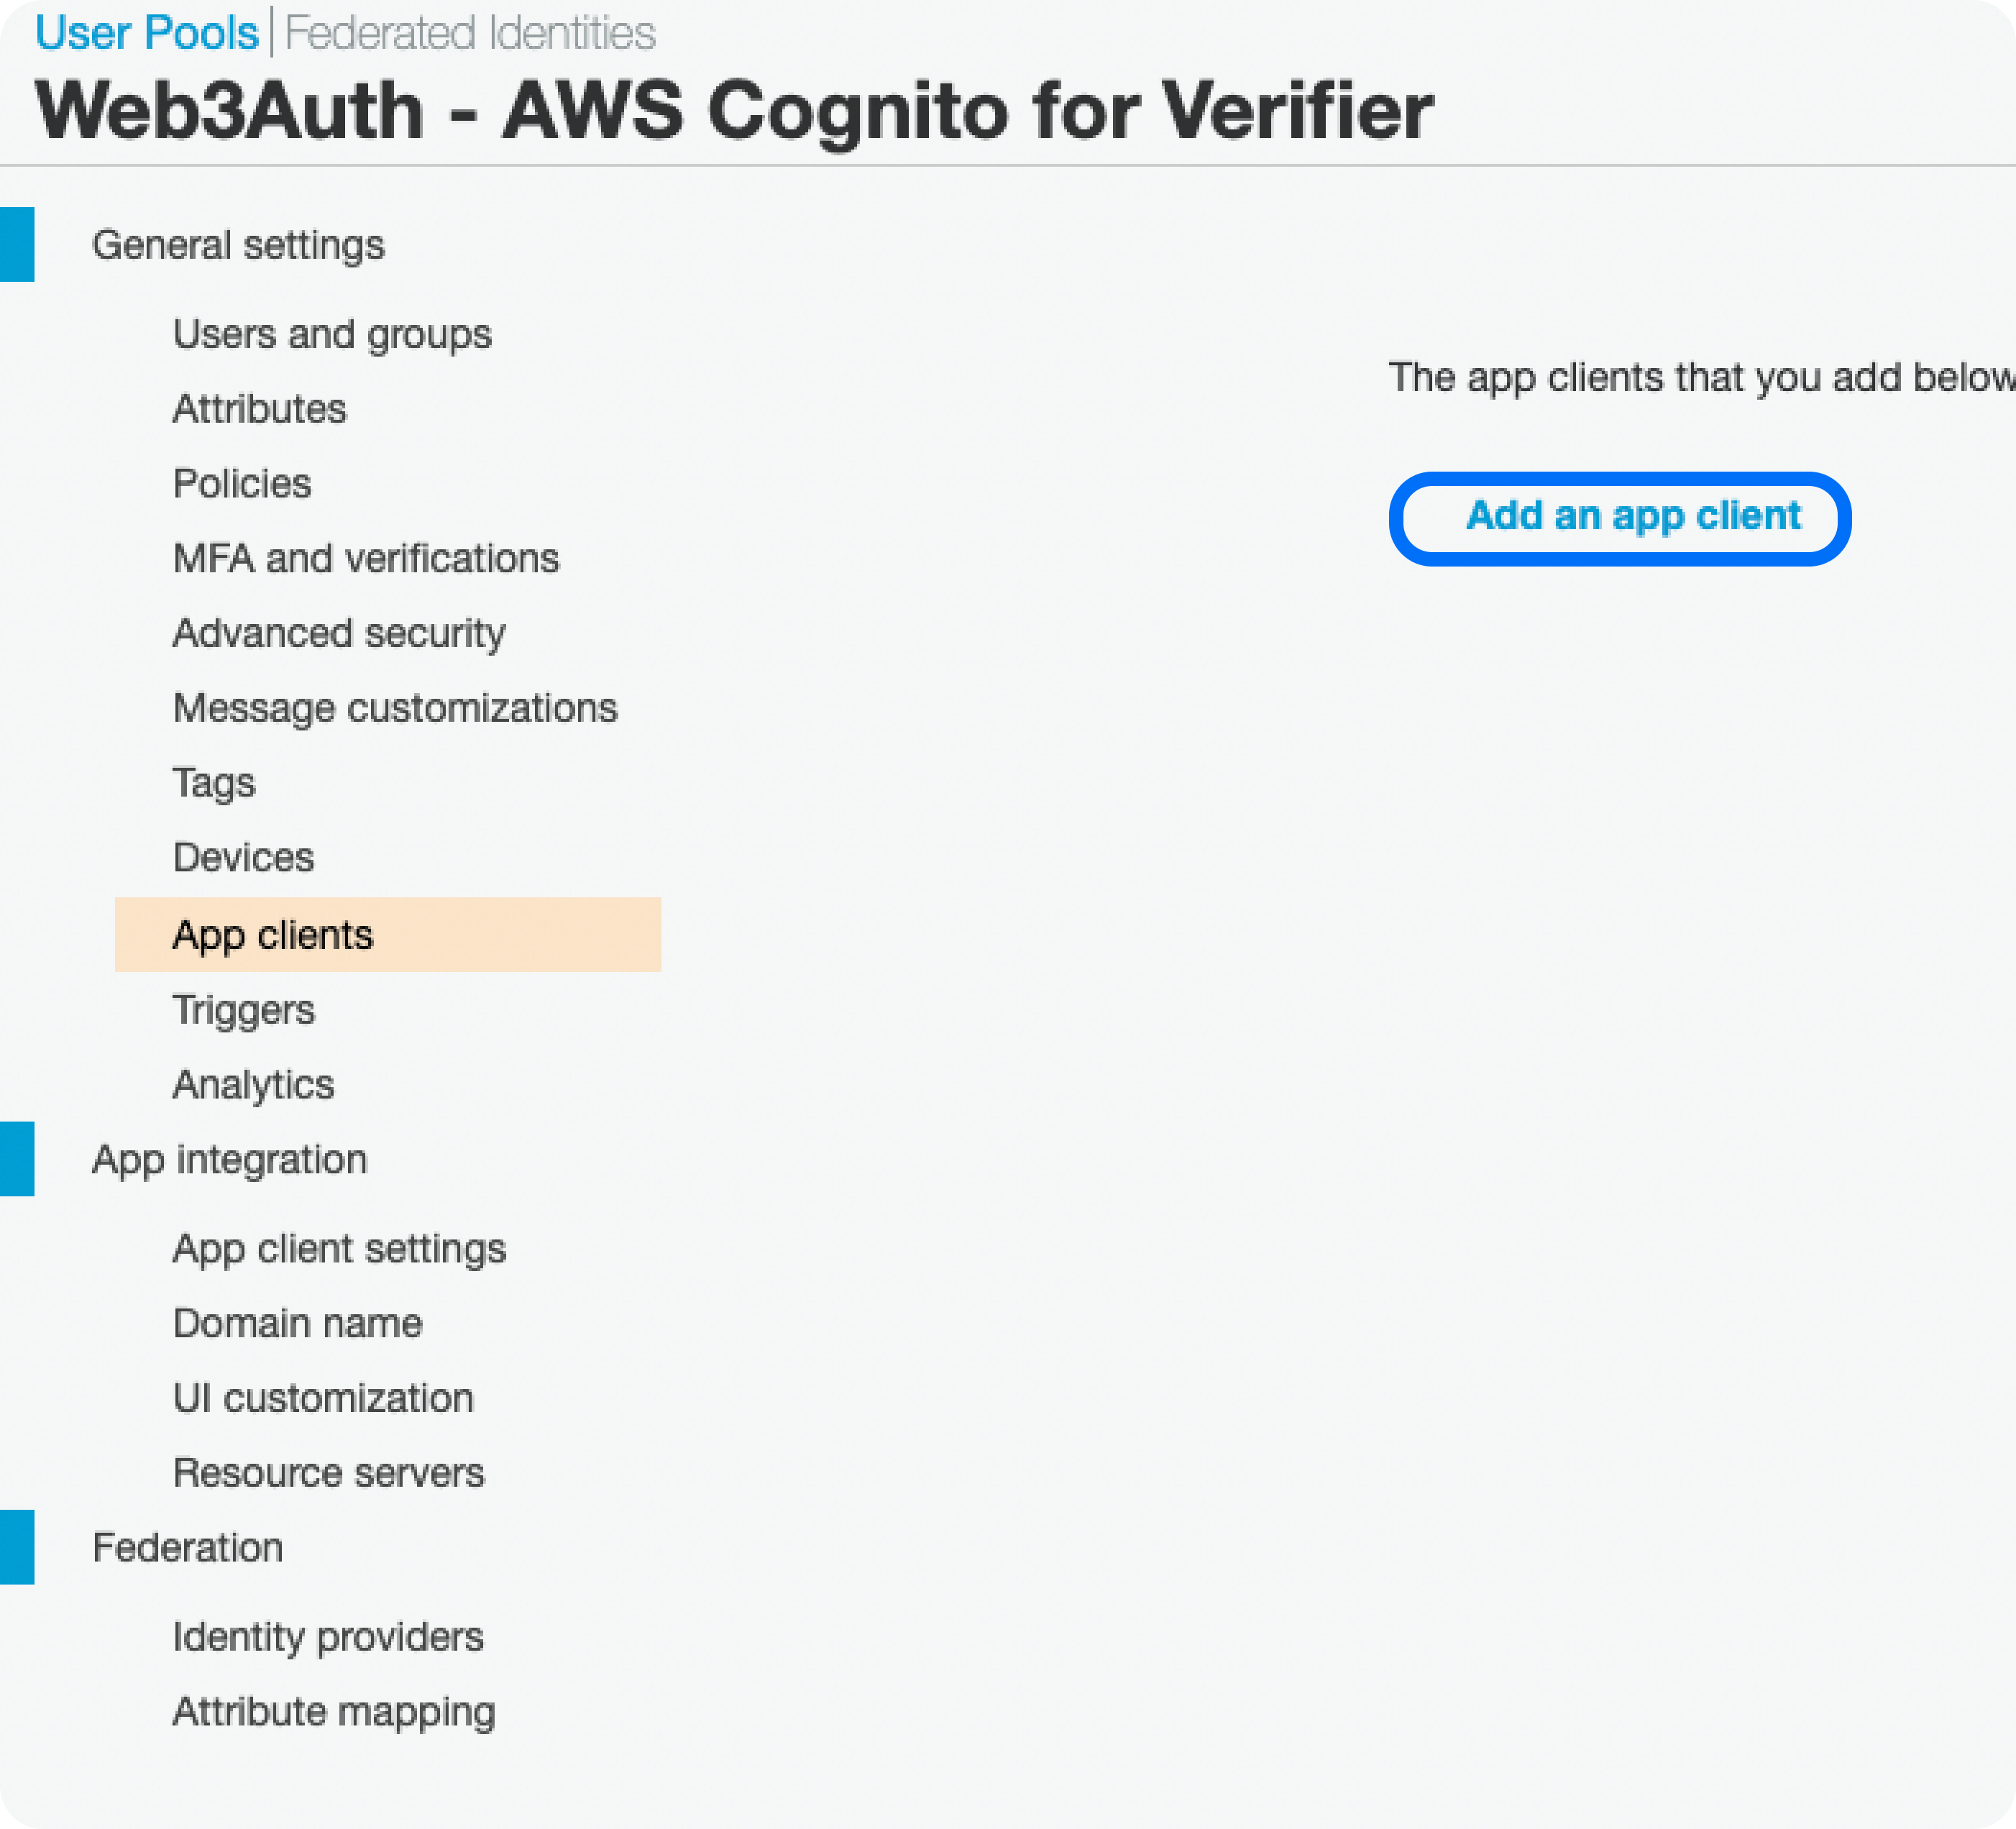 User Pools | Federated Identities
Web3Auth - AWS Cognito for Verifier
General settings
Users and groups
Attributes
Policies
MFA and verifications
Advanced security
Message customizations
Tags
Devices
App clients
Triggers
Analytics
App integration
App client settings
Domain name
UI customization
Resource servers
Federation
Identity providers
Attribute mapping
The app clients that you add below
Add an app client